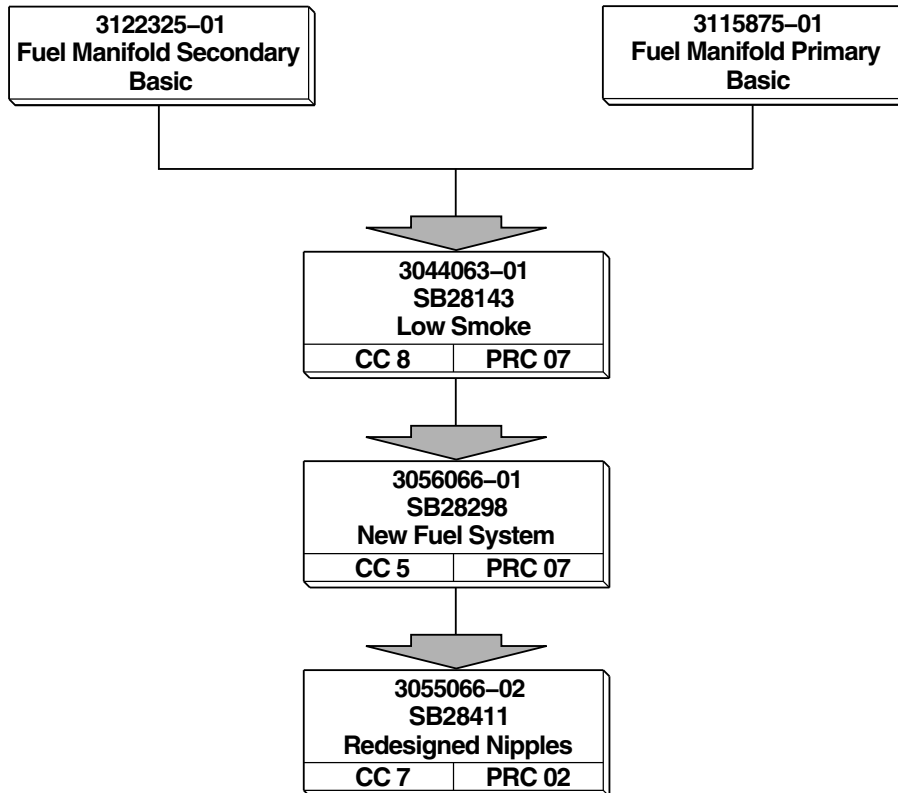 3122325–01
Fuel Manifold Secondary
Basic
3115875–01
Fuel Manifold Primary
Basic
3044063–01
SB28143
Low Smoke
CC 8 PRC 07
3056066–01
SB28298
New Fuel System
CC 5 PRC 07
3055066–02
SB28411
Redesigned Nipples
CC 7 PRC 02